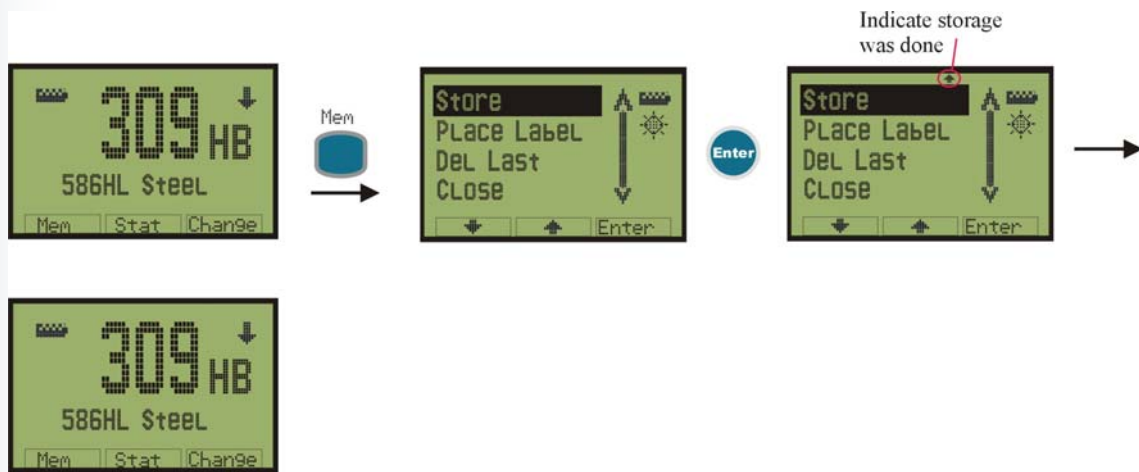 Indicate storage
was done
309 HB
586HL Steel
Mem Stat Change
Mem
Store
Place Label
Del Last
Close
Enter
Enter
Store
Place Label
Del Last
Close
Enter
309 HB
586HL Steel
Mem Stat Change